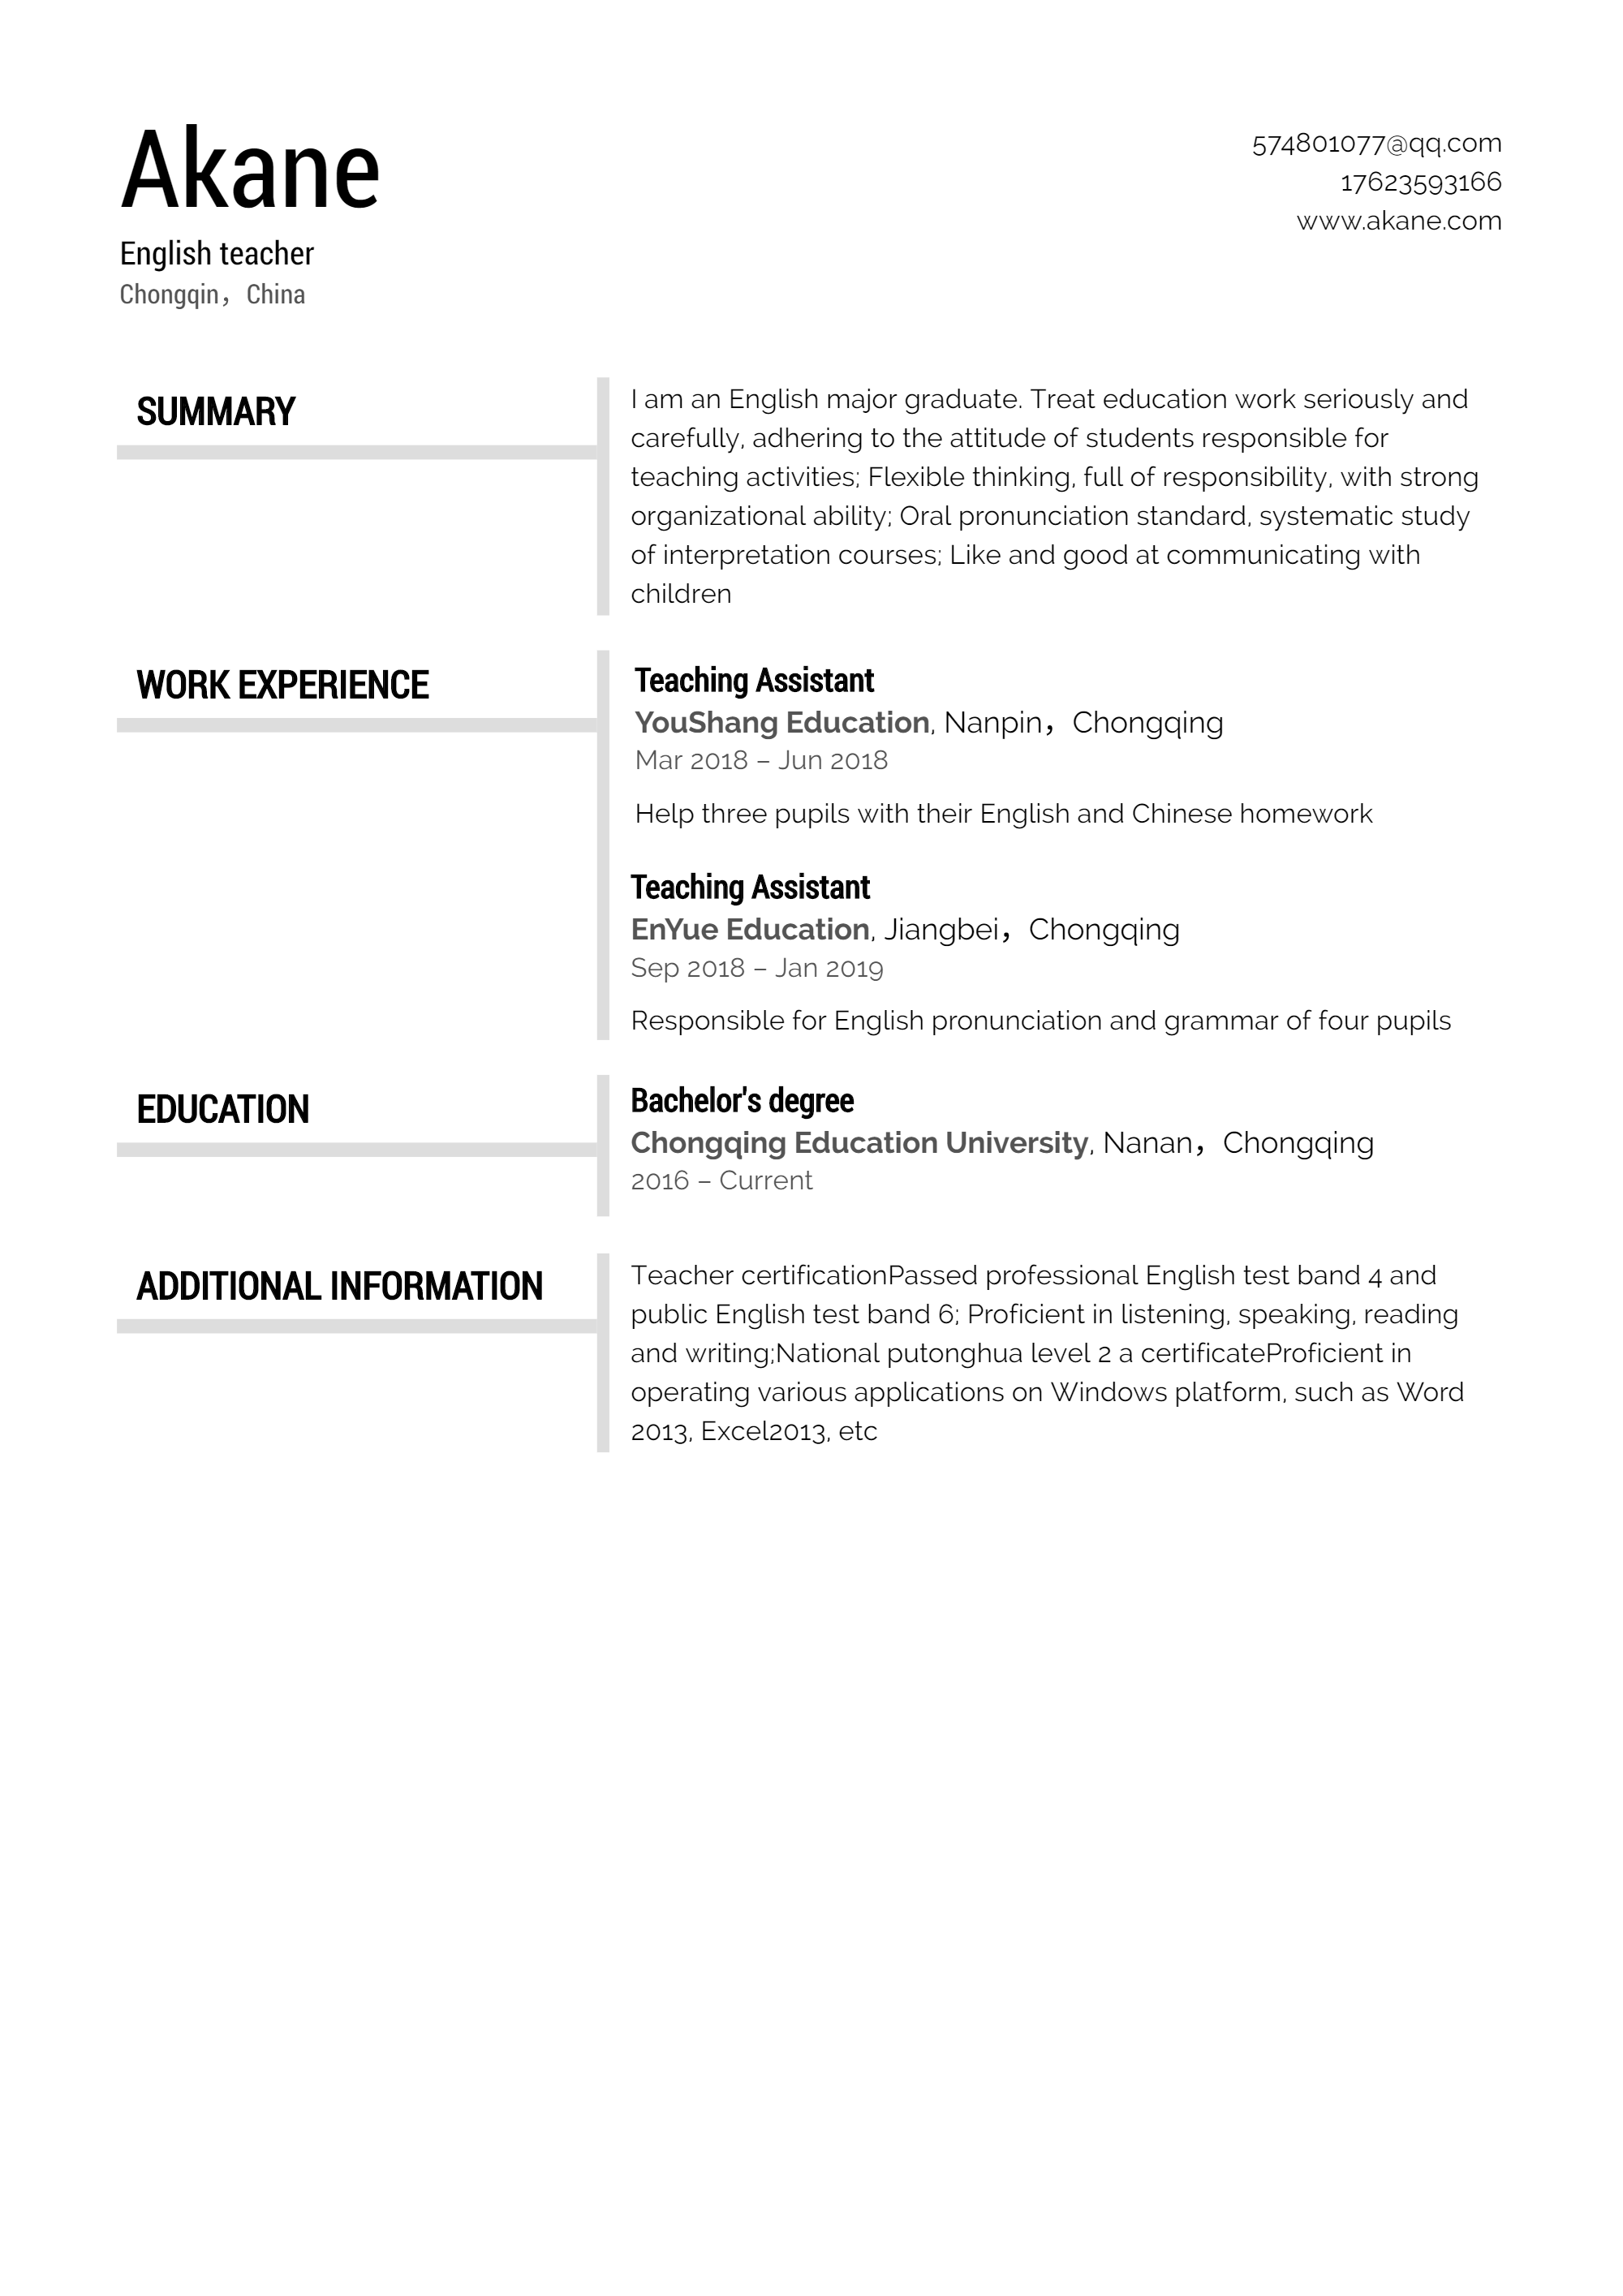 Akane
English teacher
Chongqin，China
574801077@qq.com
17623593166
www.akane.com
SUMMARY
I am an English major graduate. Treat education work seriously and
carefully, adhering to the attitude of students responsible for
teaching activities; Flexible thinking, full of responsibility, with strong
organizational ability; Oral pronunciation standard, systematic study
of interpretation courses; Like and good at communicating with
children
WORK EXPERIENCE
Teaching Assistant
YouShang Education, Nanpin，Chongqing
Mar 2018 – Jun 2018
Help three pupils with their English and Chinese homework
Teaching Assistant
EnYue Education, Jiangbei，Chongqing
Sep 2018 – Jan 2019
Responsible for English pronunciation and grammar of four pupils
EDUCATION
Bachelor's degree
Chongqing Education University, Nanan，Chongqing
2016 – Current
ADDITIONAL INFORMATION
Teacher certificationPassed professional English test band 4 and
public English test band 6; Proficient in listening, speaking, reading
and writing;National putonghua level 2 a certificateProficient in
operating various applications on Windows platform, such as Word
2013, Excel2013, etc